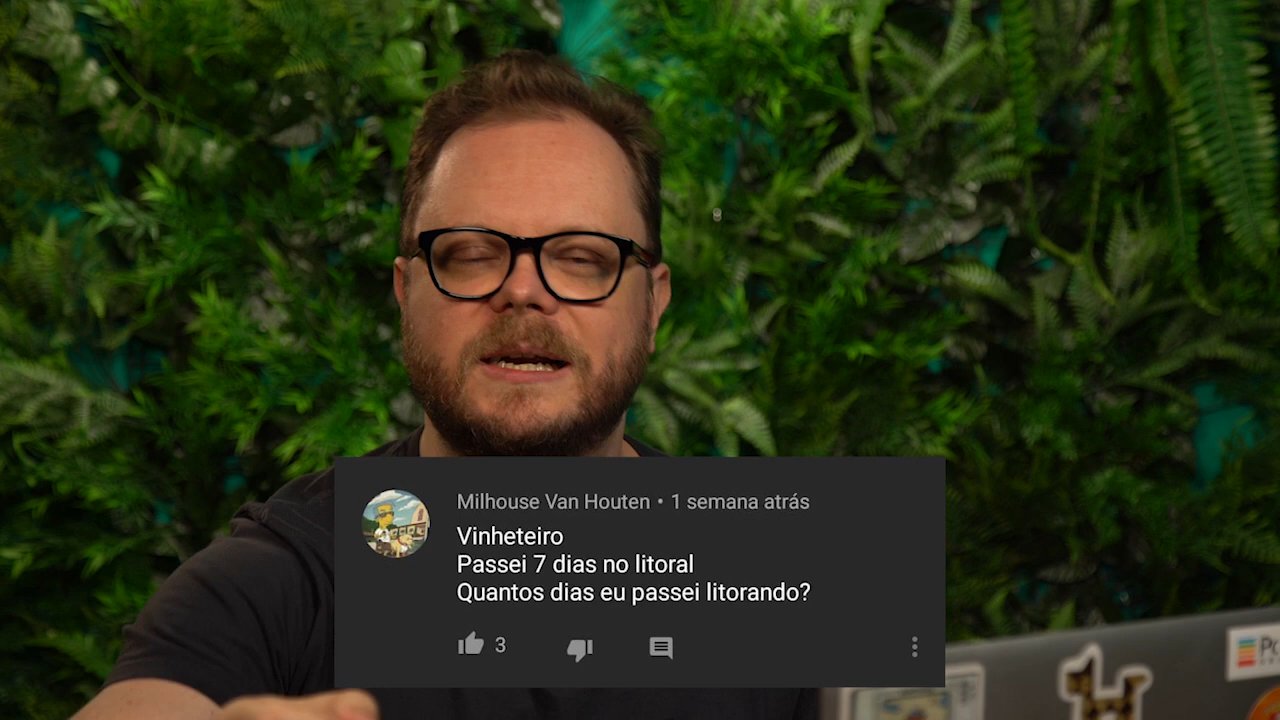 Milhouse Van Houten • 1 semana atrás
Vinheteiro
Passei 7 dias no litoral
Quantos dias eu passei litorando?
3